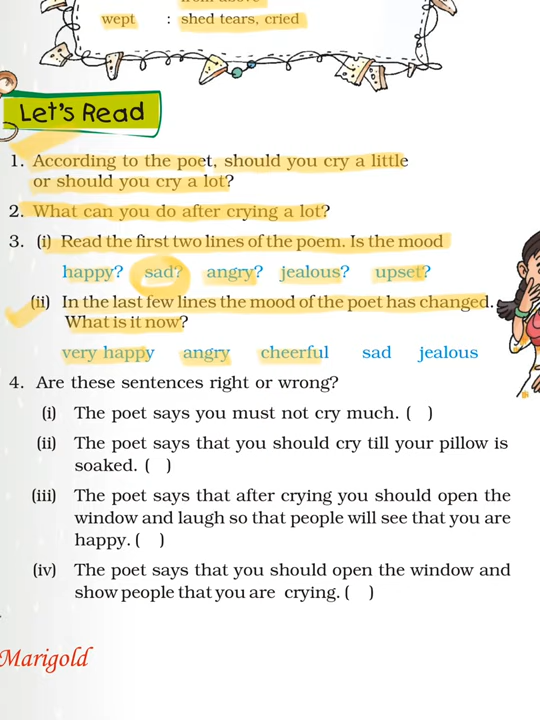 from above
wept : shed tears, cried
Let's Read
1. According to the poet, should you cry a little
or should you cry a lot?
2. What can you do after crying a lot?
3. (i) Read the first two lines of the poem. Is the mood
happy? sad? angry? jealous? upset?
(ii) In the last few lines the mood of the poet has changed.
What is it now?
very happy angry cheerful sad jealous
4. Are these sentences right or wrong?
(i) The poet says you must not cry much. ( )
(ii) The poet says that you should cry till your pillow is
soaked. ( )
(iii) The poet says that after crying you should open the
window and laugh so that people will see that you are
happy. ( )
(iv) The poet says that you should open the window and
show people that you are crying. ( )
Marigold